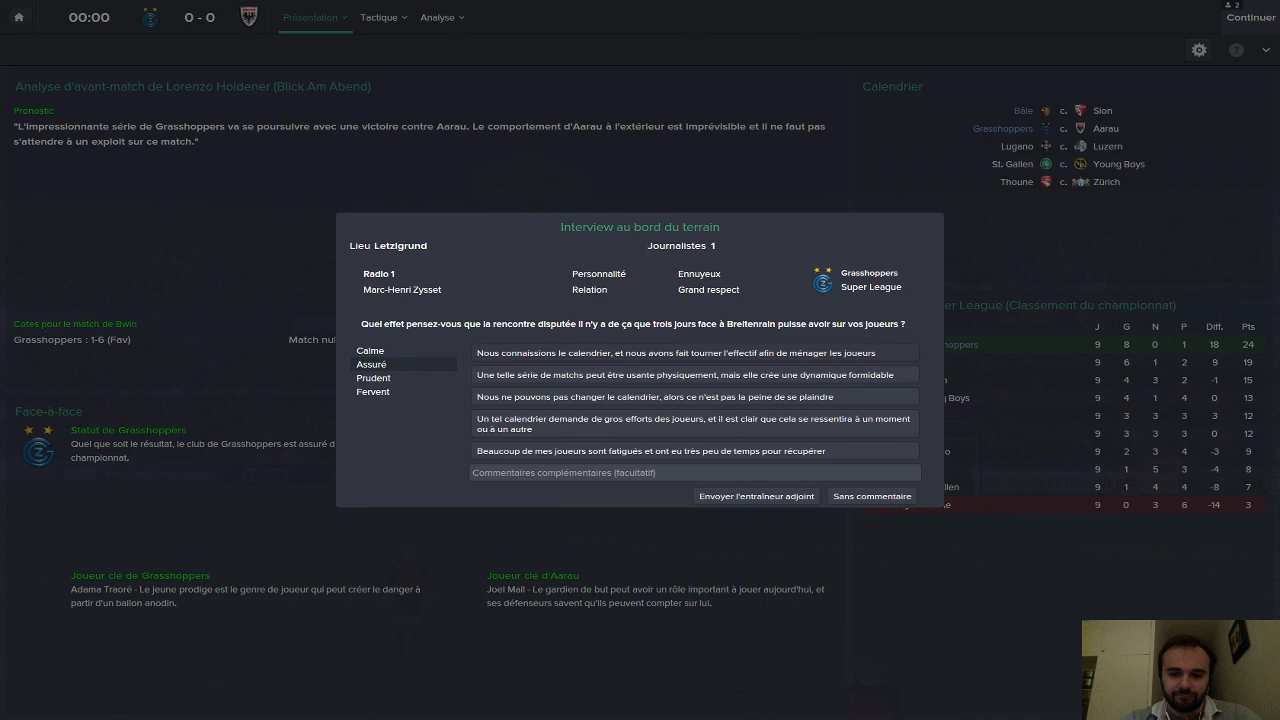 00:00
0 - 0
Présentation
Tactique
Analyse
2
Continuer
?
Analyse d'avant-match de Lorenzo Holdener (Blick Am Abend)
Pronostic
"L'impressionnante série de Grasshoppers va se poursuivre avec une victoire contre Aarau. Le comportement d'Aarau à l'extérieur est imprévisible et il ne faut pas
s'attendre à un exploit sur ce match."
Calendrier
Bâle c. Sion
Grasshoppers c. Aarau
Lugano c. Luzern
St. Gallen c. Young Boys
Thoune c. Zürich
Interview au bord du terrain
Lieu Letzigrund
Journalistes 1
Radio 1
Personnalité
Ennuyeux
Grasshoppers
Marc-Henri Zysset
Relation
Grand respect
Super League
Quel effet pensez-vous que la rencontre disputée il n'y a de ça que trois jours face à Breitenrain puisse avoir sur vos joueurs ?
Calme
Assuré
Prudent
Fervent
Nous connaissions le calendrier, et nous avons fait tourner l'effectif afin de ménager les joueurs
Une telle série de matchs peut être usante physiquement, mais elle crée une dynamique formidable
Nous ne pouvons pas changer le calendrier, alors ce n'est pas la peine de se plaindre
Un tel calendrier demande de gros efforts des joueurs, et il est clair que cela se ressentira à un moment
ou à un autre
Beaucoup de mes joueurs sont fatigués et ont eu très peu de temps pour récupérer
Commentaires complémentaires (facultatif)
Envoyer l'entraîneur adjoint
Sans commentaire
Cotes pour le match de Bwin
Grasshoppers : 1-6 (Fav)
Match nul
Face-à-face
Statut de Grasshoppers
Quel que soit le résultat, le club de Grasshoppers est assuré d
championnat.
er League (Classement du championnat)
J G N P Diff. Pts
hoppers 9 8 0 1 18 24
9 6 1 2 9 19
n 9 4 3 2 -1 15
g Boys 9 4 1 4 0 13
9 3 3 3 3 12
9 3 3 3 0 12
o 9 2 3 4 -3 9
9 1 5 3 -4 8
llen 9 1 4 4 -8 7
ne 9 0 3 6 -14 3
Joueur clé de Grasshoppers
Adama Traoré - Le jeune prodige est le genre de joueur qui peut créer le danger à
partir d'un ballon anodin.
Joueur clé d'Aarau
Joel Mall - Le gardien de but peut avoir un rôle important à jouer aujourd'hui, et
ses défenseurs savent qu'ils peuvent compter sur lui.